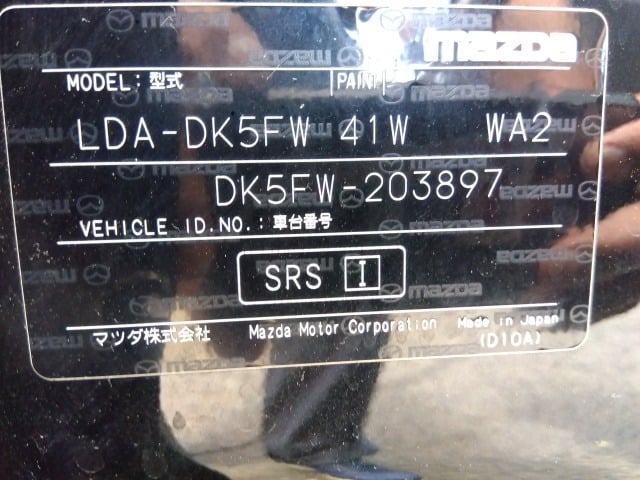 mazda
MODEL: 型式 PAINT
LDA-DK5FW 41W WA2
DK5FW-203897
VEHICLE ID.NO.: 車台番号
SRS I
マツダ株式会社 Mazda Motor Corporation Made in Japan
(D10A)